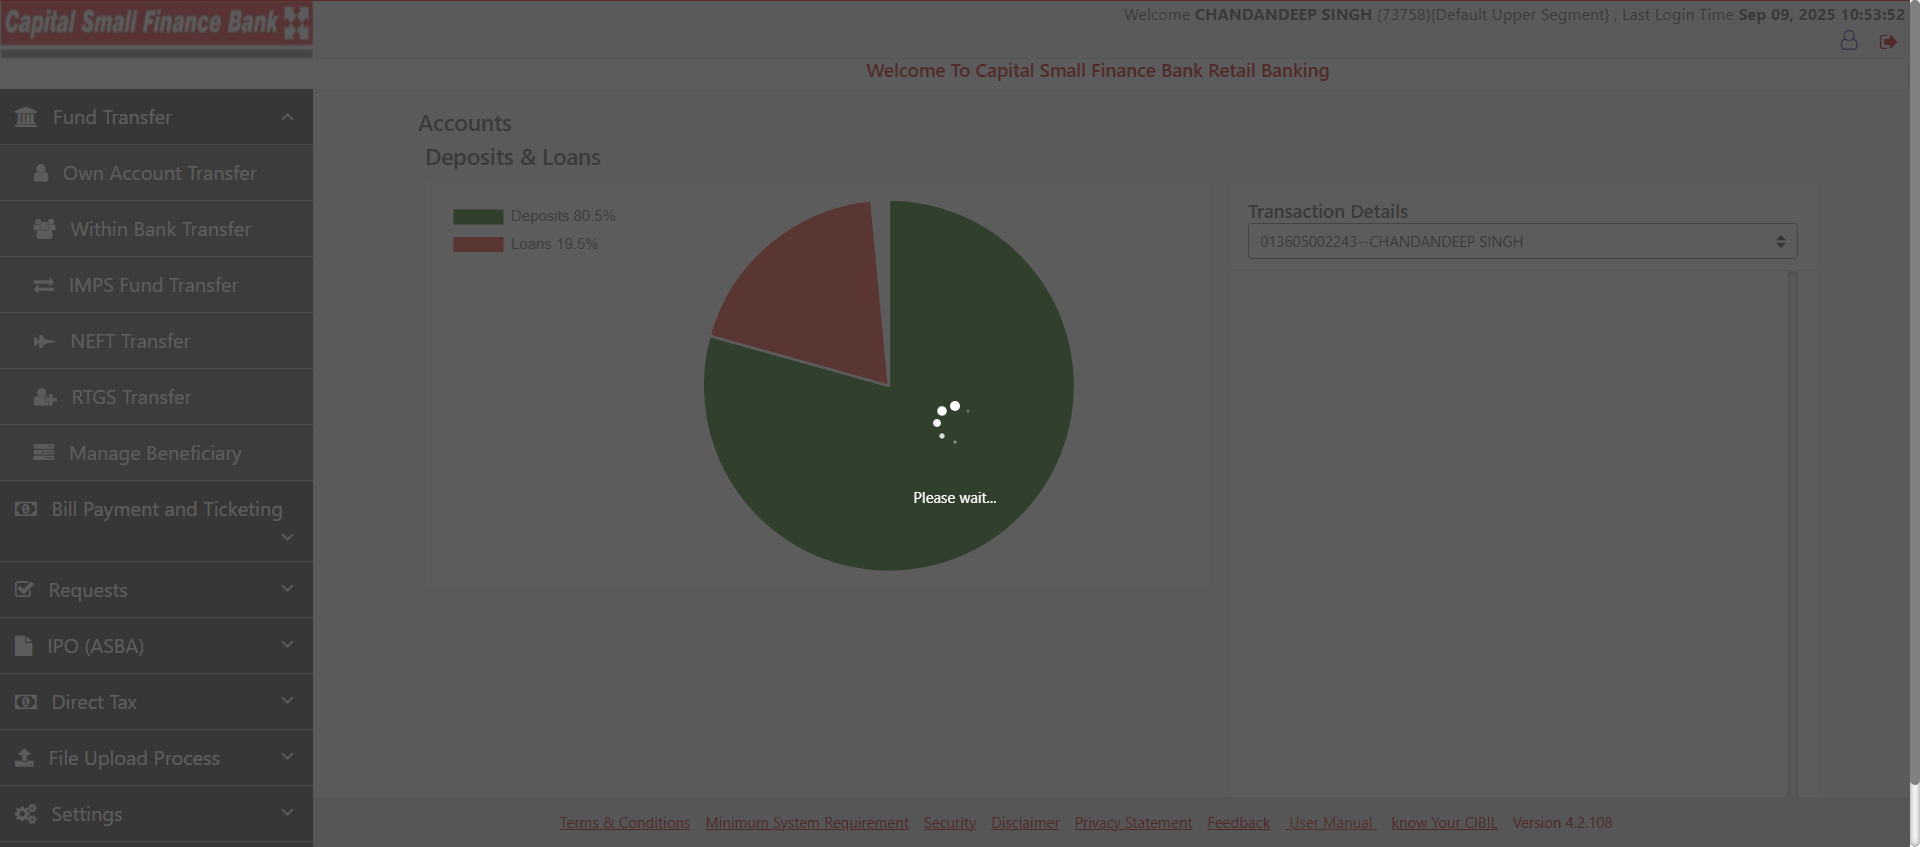 Capital Small Finance Bank
Welcome CHANDANDEEP SINGH (73758){Default Upper Segment} , Last Login Time Sep 09, 2025 10:53:52
Welcome To Capital Small Finance Bank Retail Banking
Fund Transfer
Own Account Transfer
Within Bank Transfer
IMPS Fund Transfer
NEFT Transfer
RTGS Transfer
Manage Beneficiary
Bill Payment and Ticketing
Requests
IPO (ASBA)
Direct Tax
File Upload Process
Settings
Accounts
Deposits & Loans
Deposits 80.5%
Loans 19.5%
Please wait...
Transaction Details
013605002243--CHANDANDEEP SINGH
Terms & Conditions Minimum System Requirement Security Disclaimer Privacy Statement Feedback User Manual know Your CIBIL Version 4.2.108